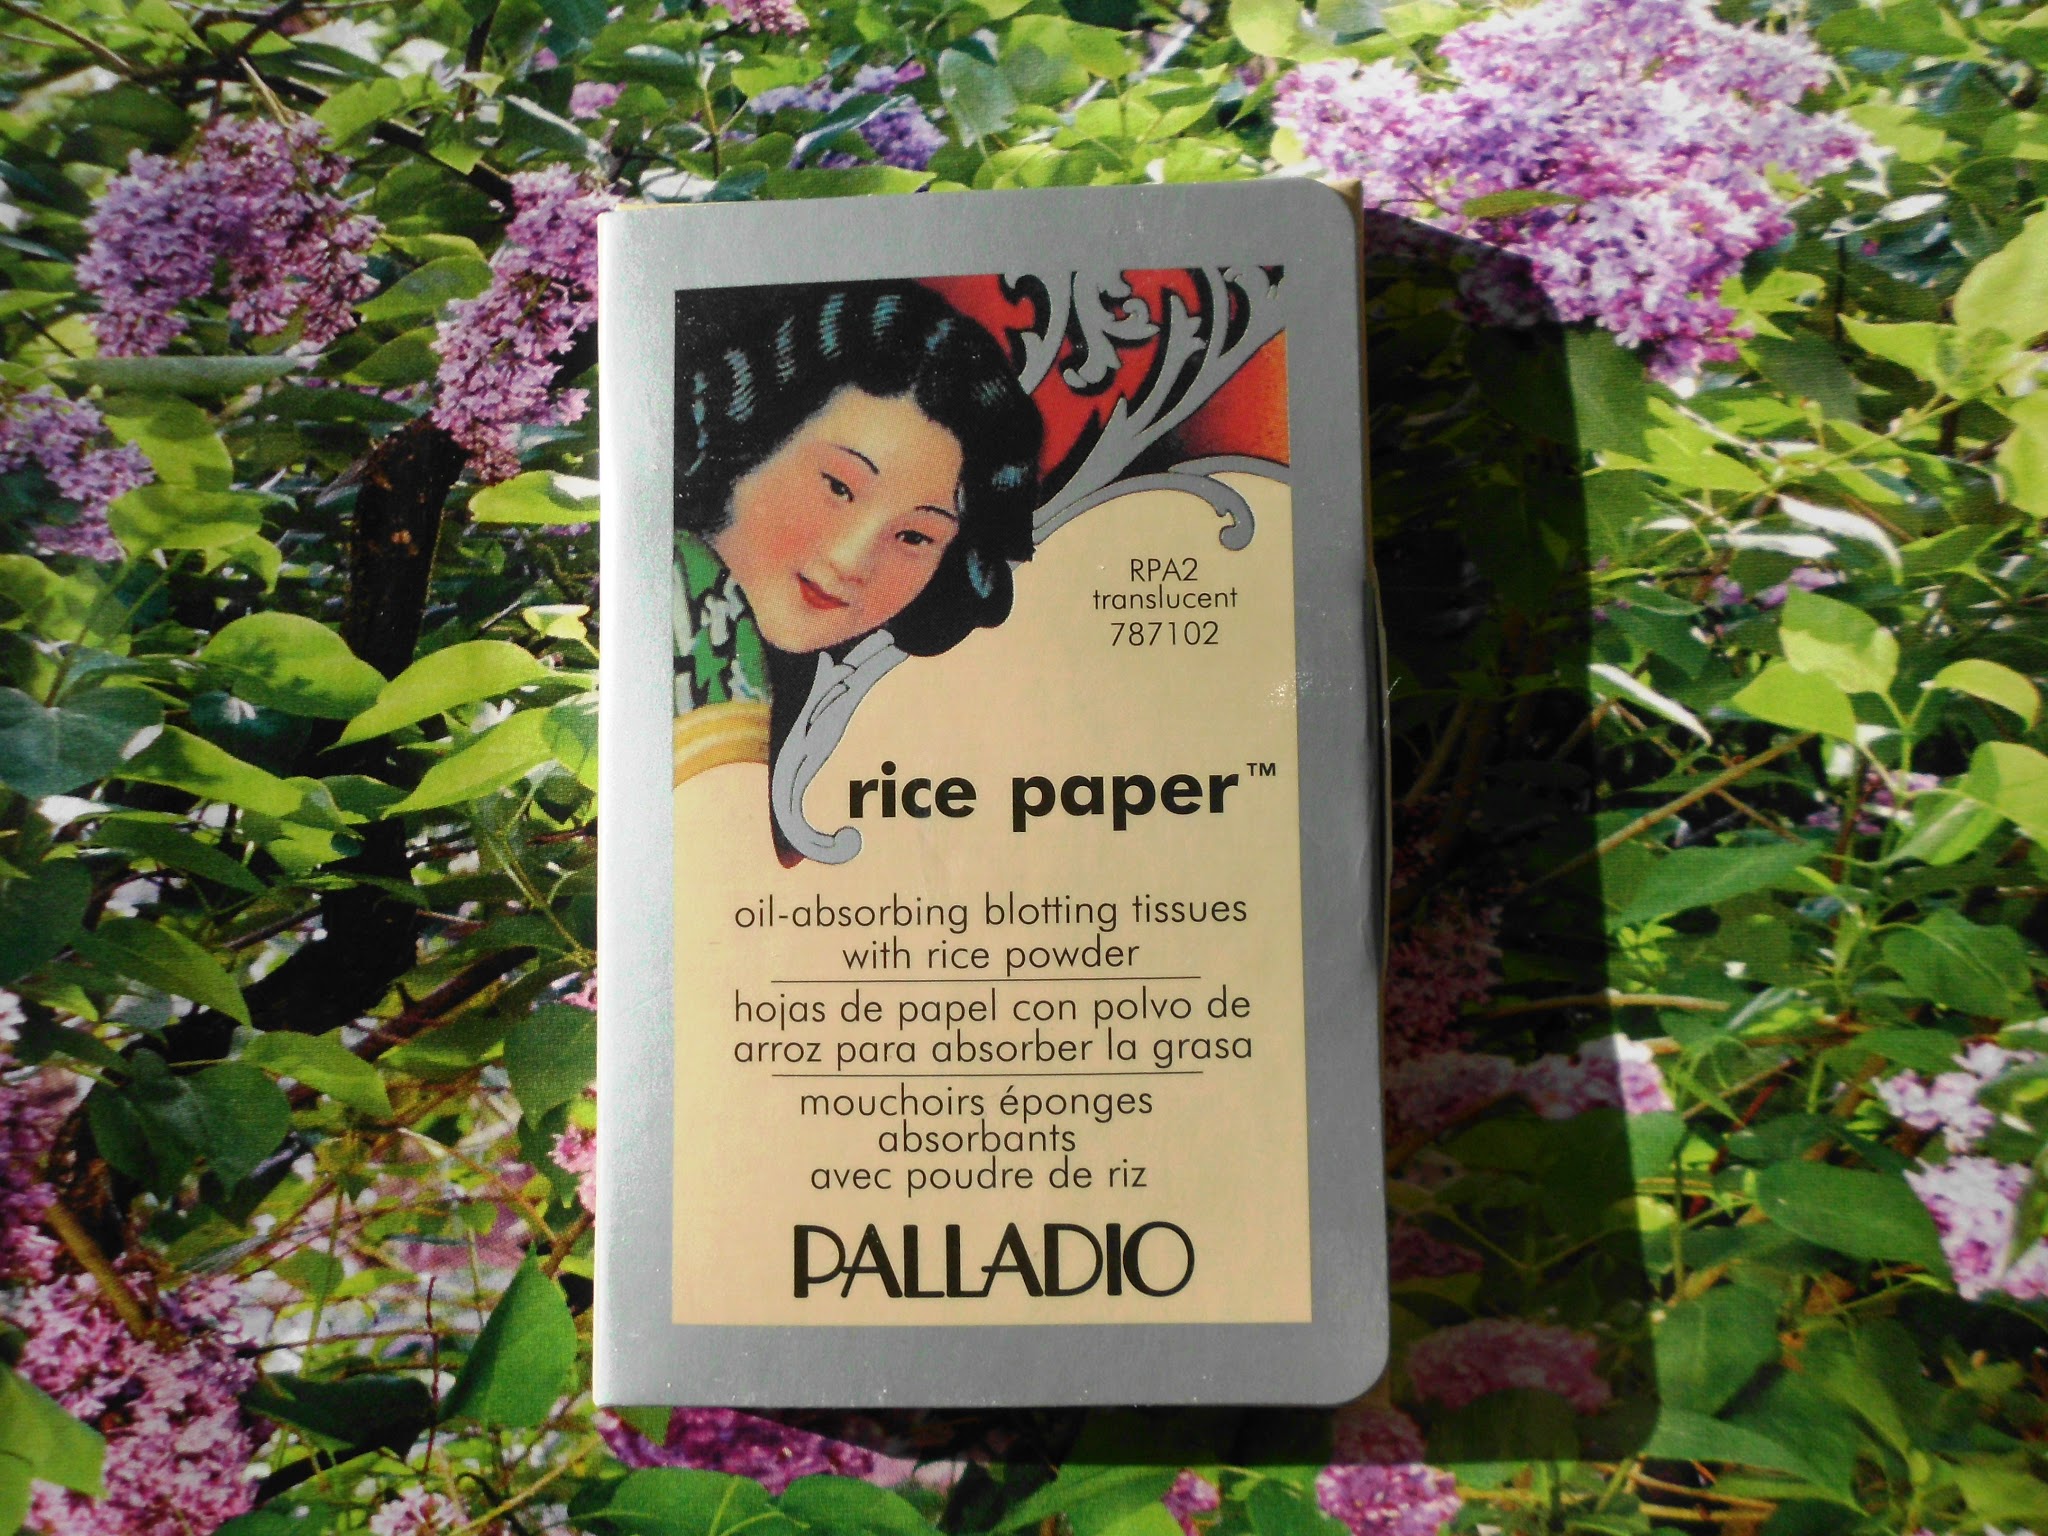 RPA2
translucent
787102
rice paper™
oil-absorbing blotting tissues
with rice powder
hojas de papel con polvo de
arroz para absorber la grasa
mouchoirs éponges
absorbants
avec poudre de riz
PALLADIO